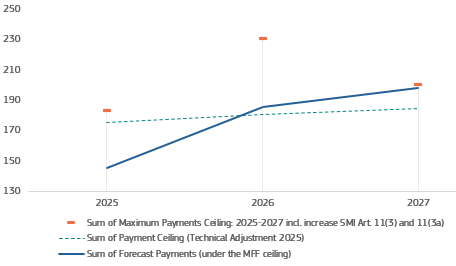 250
230
210
190
170
150
130
2025 2026 2027
Sum of Maximum Payments Ceiling: 2025-2027 incl. increase SMI Art. 11(3) and 11(3a)
Sum of Payment Ceiling (Technical Adjustment 2025)
Sum of Forecast Payments (under the MFF ceiling)